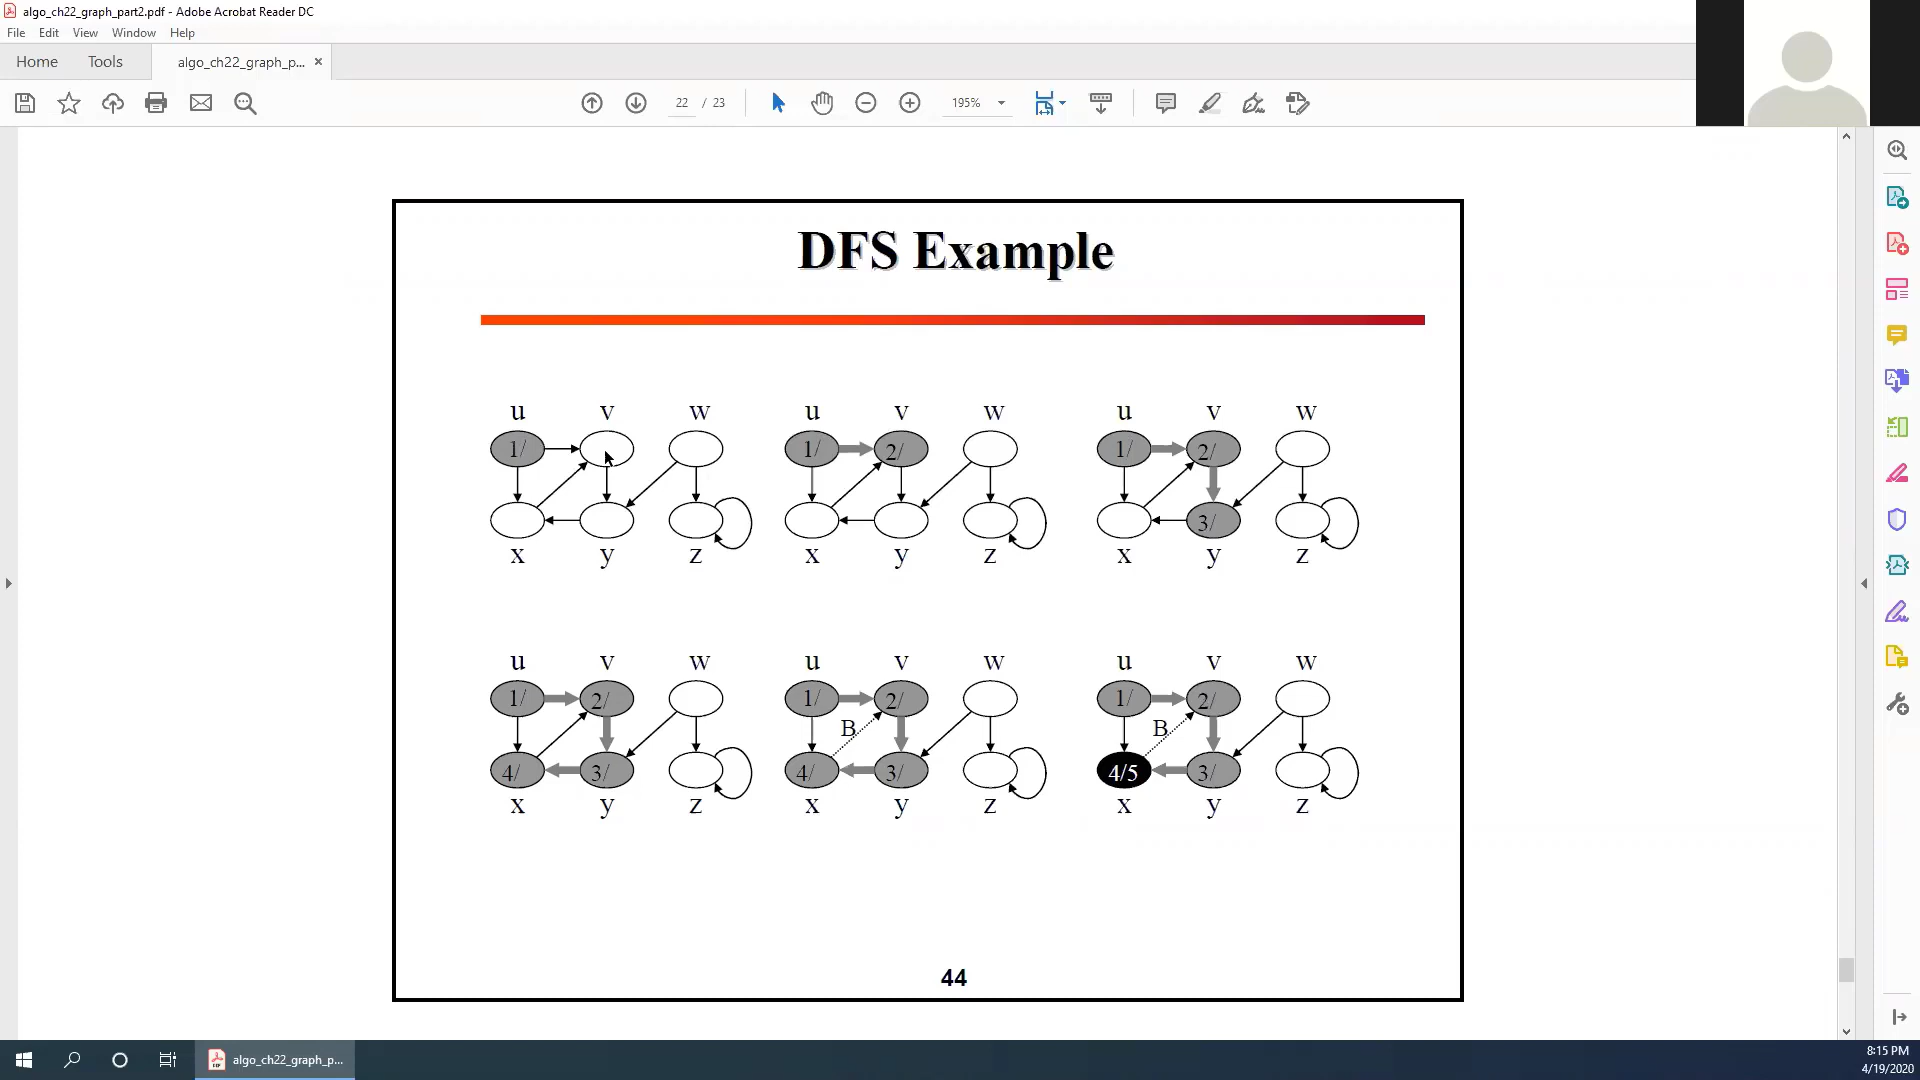 algo_ch22_graph_part2.pdf - Adobe Acrobat Reader DC
File Edit View Window Help
Home Tools algo_ch22_graph_p... ×
22 / 23 195%
DFS Example
u v w u v w u v w
1/ 1/ 2/ 1/ 2/
3/
x y z x y z x y z
u v w u v w u v w
1/ 2/ 1/ 2/ 1/ 2/
B B
4/ 3/ 4/ 3/ 4/5 3/
x y z x y z x y z
44
algo_ch22_graph_p...
8:15 PM
4/19/2020